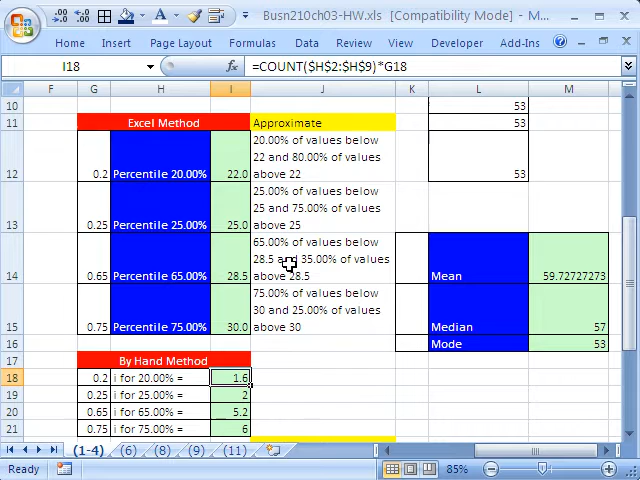 Busn210ch03-HW.xls [Compatibility Mode] - M...
Home Page Layout Formulas Data Review View Developer Add-Ins
I18 =COUNT($H$2:$H$9)*G18
F G H I J K L M
10 53
11 Excel Method Approximate 53
20.00% of values below
22 and 80.00% of values
12 0.2 Percentile 20.00% 22.0 above 22 53
25.00% of values below
25 and 75.00% of values
13 0.25 Percentile 25.00% 25.0 above 25
65.00% of values below
28.5 and 35.00% of values
14 0.65 Percentile 65.00% 28.5 above 28.5 Mean 59.72727273
75.00% of values below
30 and 25.00% of values
15 0.75 Percentile 75.00% 30.0 above 30 Median 57
16 Mode 53
17 By Hand Method
18 0.2 i for 20.00% = 1.6
19 0.25 i for 25.00% = 2
20 0.65 i for 65.00% = 5.2
21 0.75 i for 75.00% = 6
(1-4) (6) (8) (9) (11)
Ready 85%